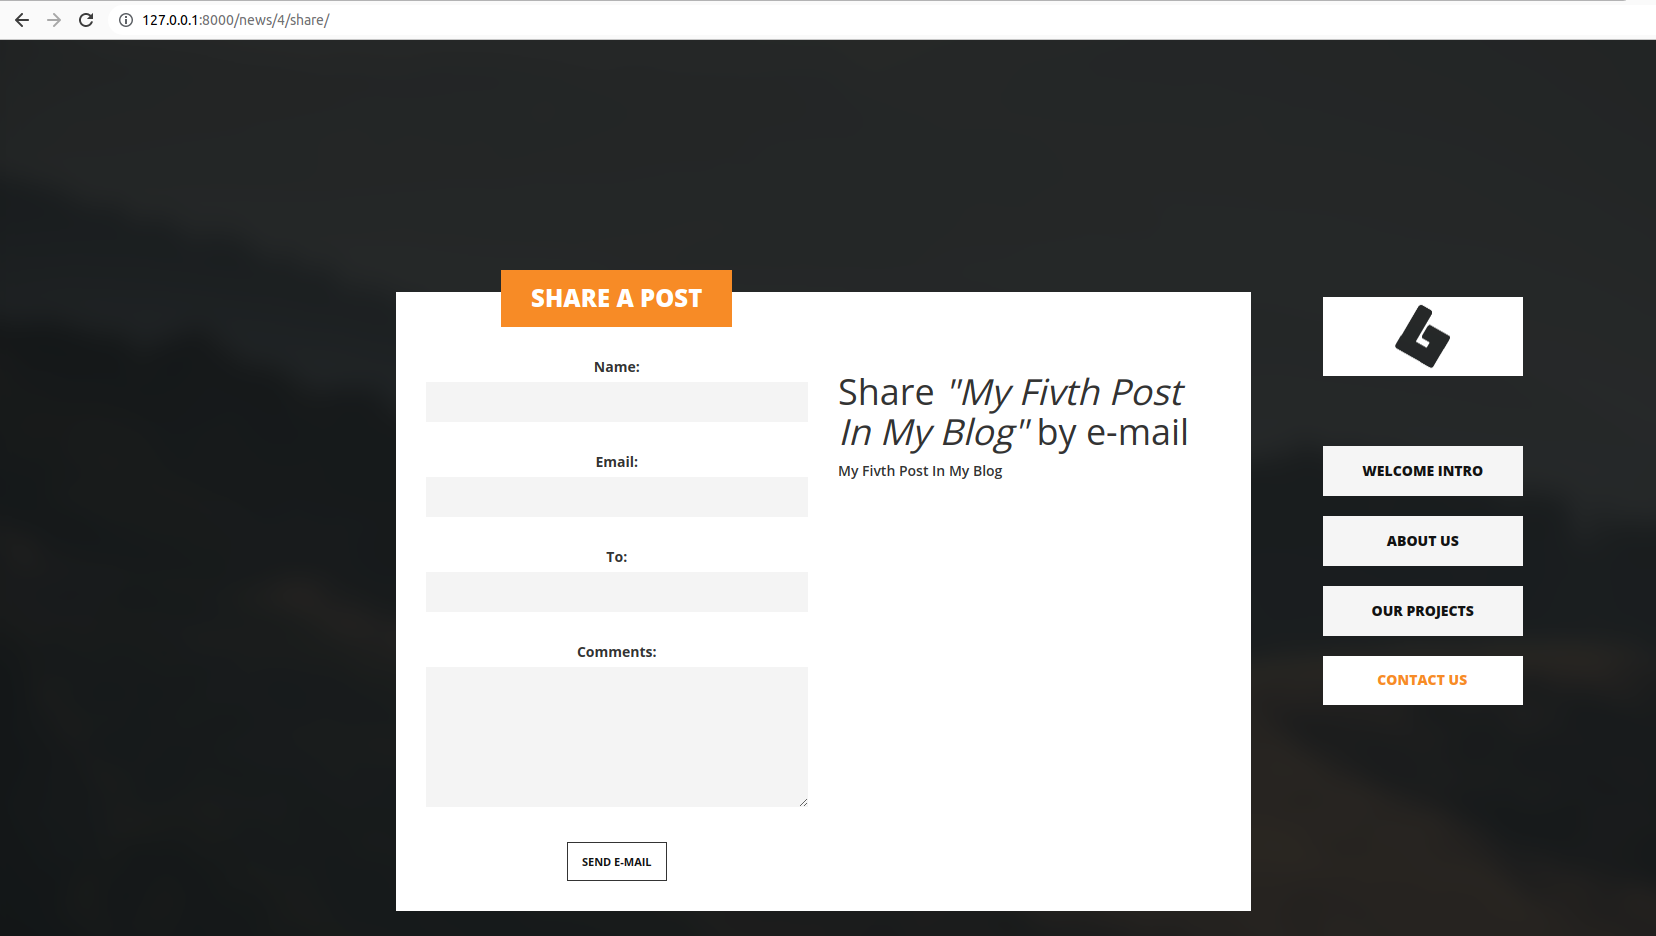 127.0.0.1:8000/news/4/share/
SHARE A POST
Name:
Email:
To:
Comments:
SEND E-MAIL
Share "My Fivth Post
In My Blog" by e-mail
My Fivth Post In My Blog
WELCOME INTRO
ABOUT US
OUR PROJECTS
CONTACT US